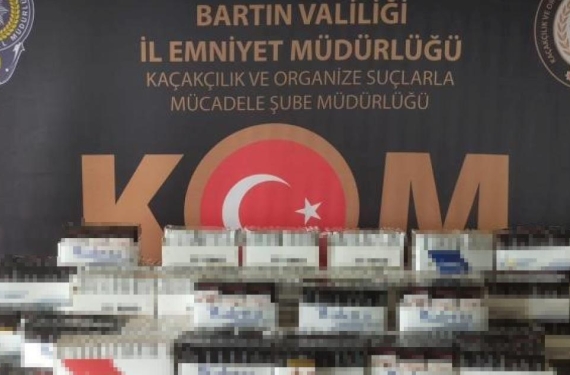 BARTIN VALİLİĞİ
İL EMNİYET MÜDÜRLÜĞÜ
KAÇAKÇILIK VE ORGANİZE SUÇLARLA
MÜCADELE ŞUBE MÜDÜRLÜĞÜ
KOM